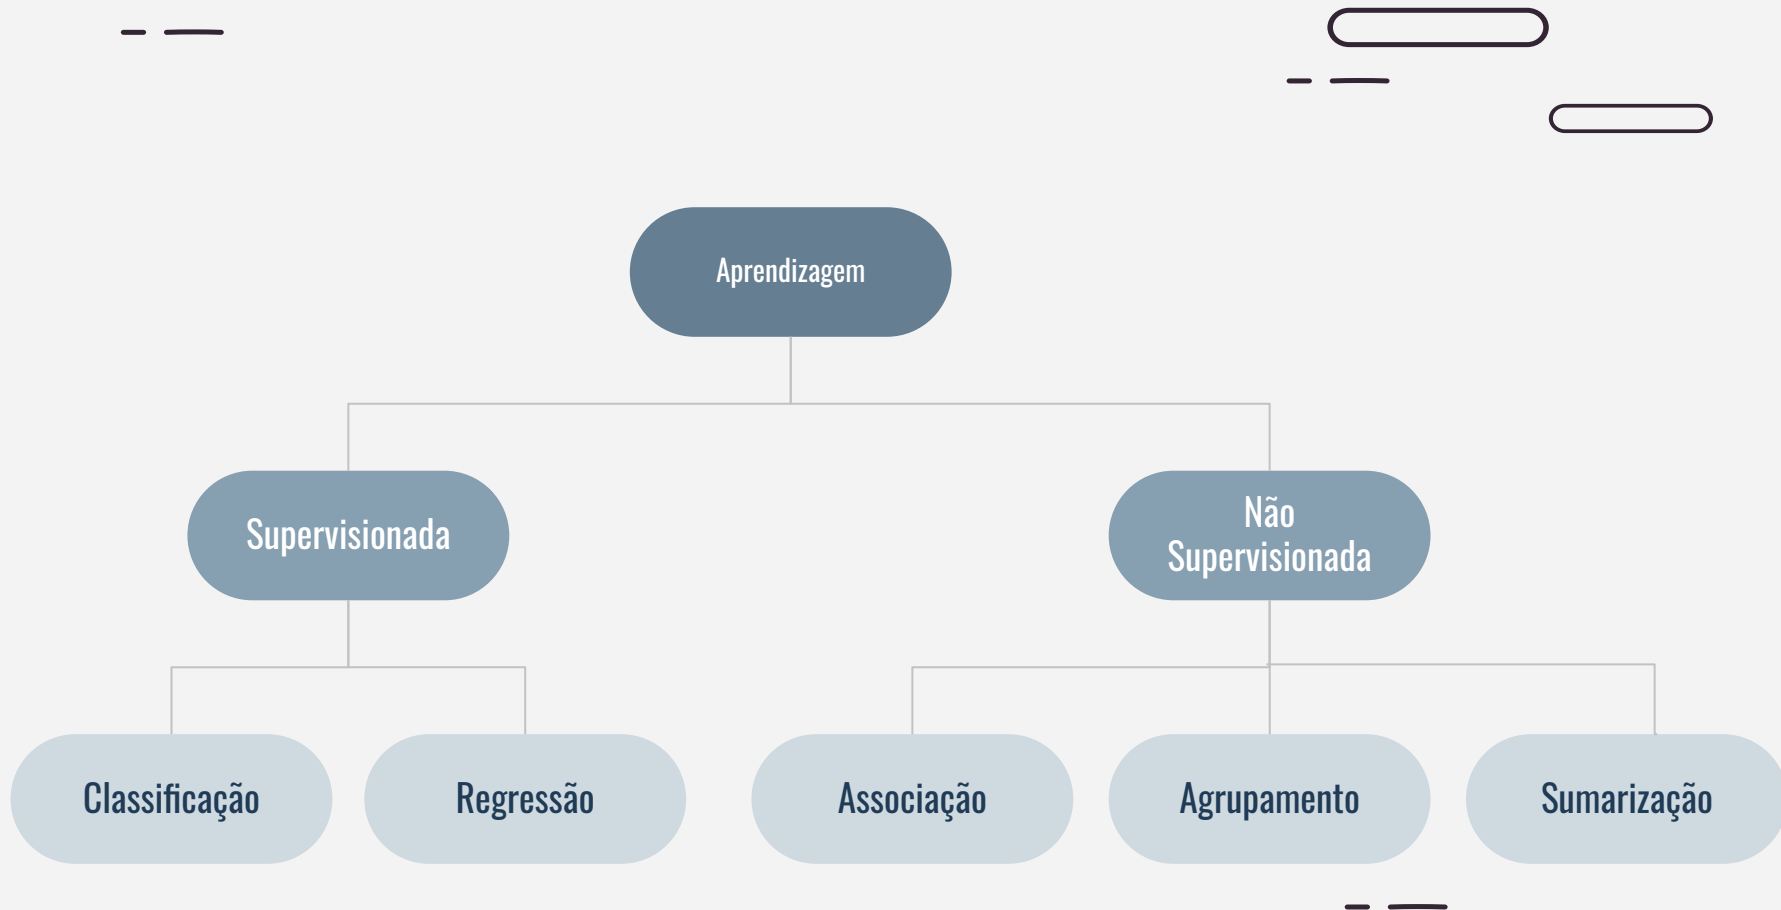 Aprendizagem
Supervisionada
Não
Supervisionada
Classificação
Regressão
Associação
Agrupamento
Sumarização